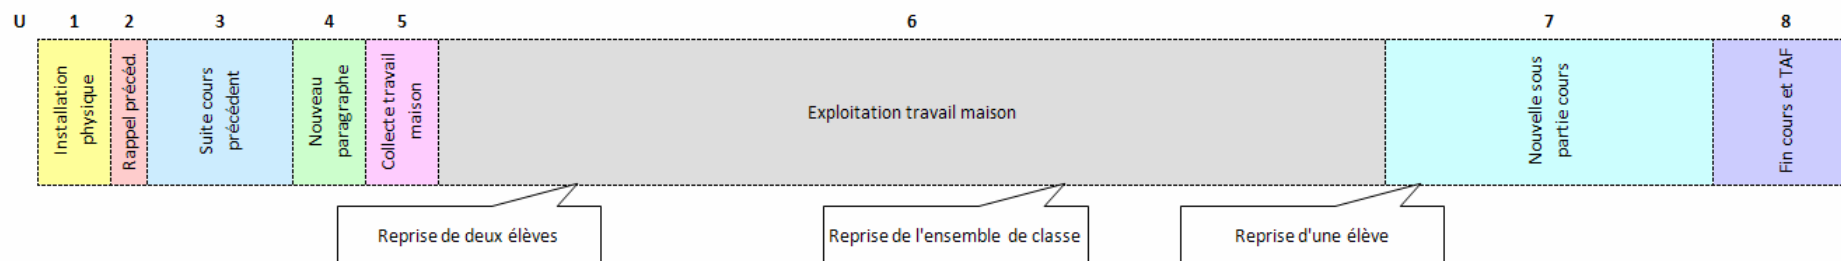 U 1 2 3 4 5 6 7 8
Installation
physique
Rappel précéd.
Suite cours
précédent
Nouveau
paragraphe
Collecte travail
maison
Exploitation travail maison
Nouvelle sous
partie cours
Fin cours et TAF
Reprise de deux élèves
Reprise de l'ensemble de classe
Reprise d'une élève